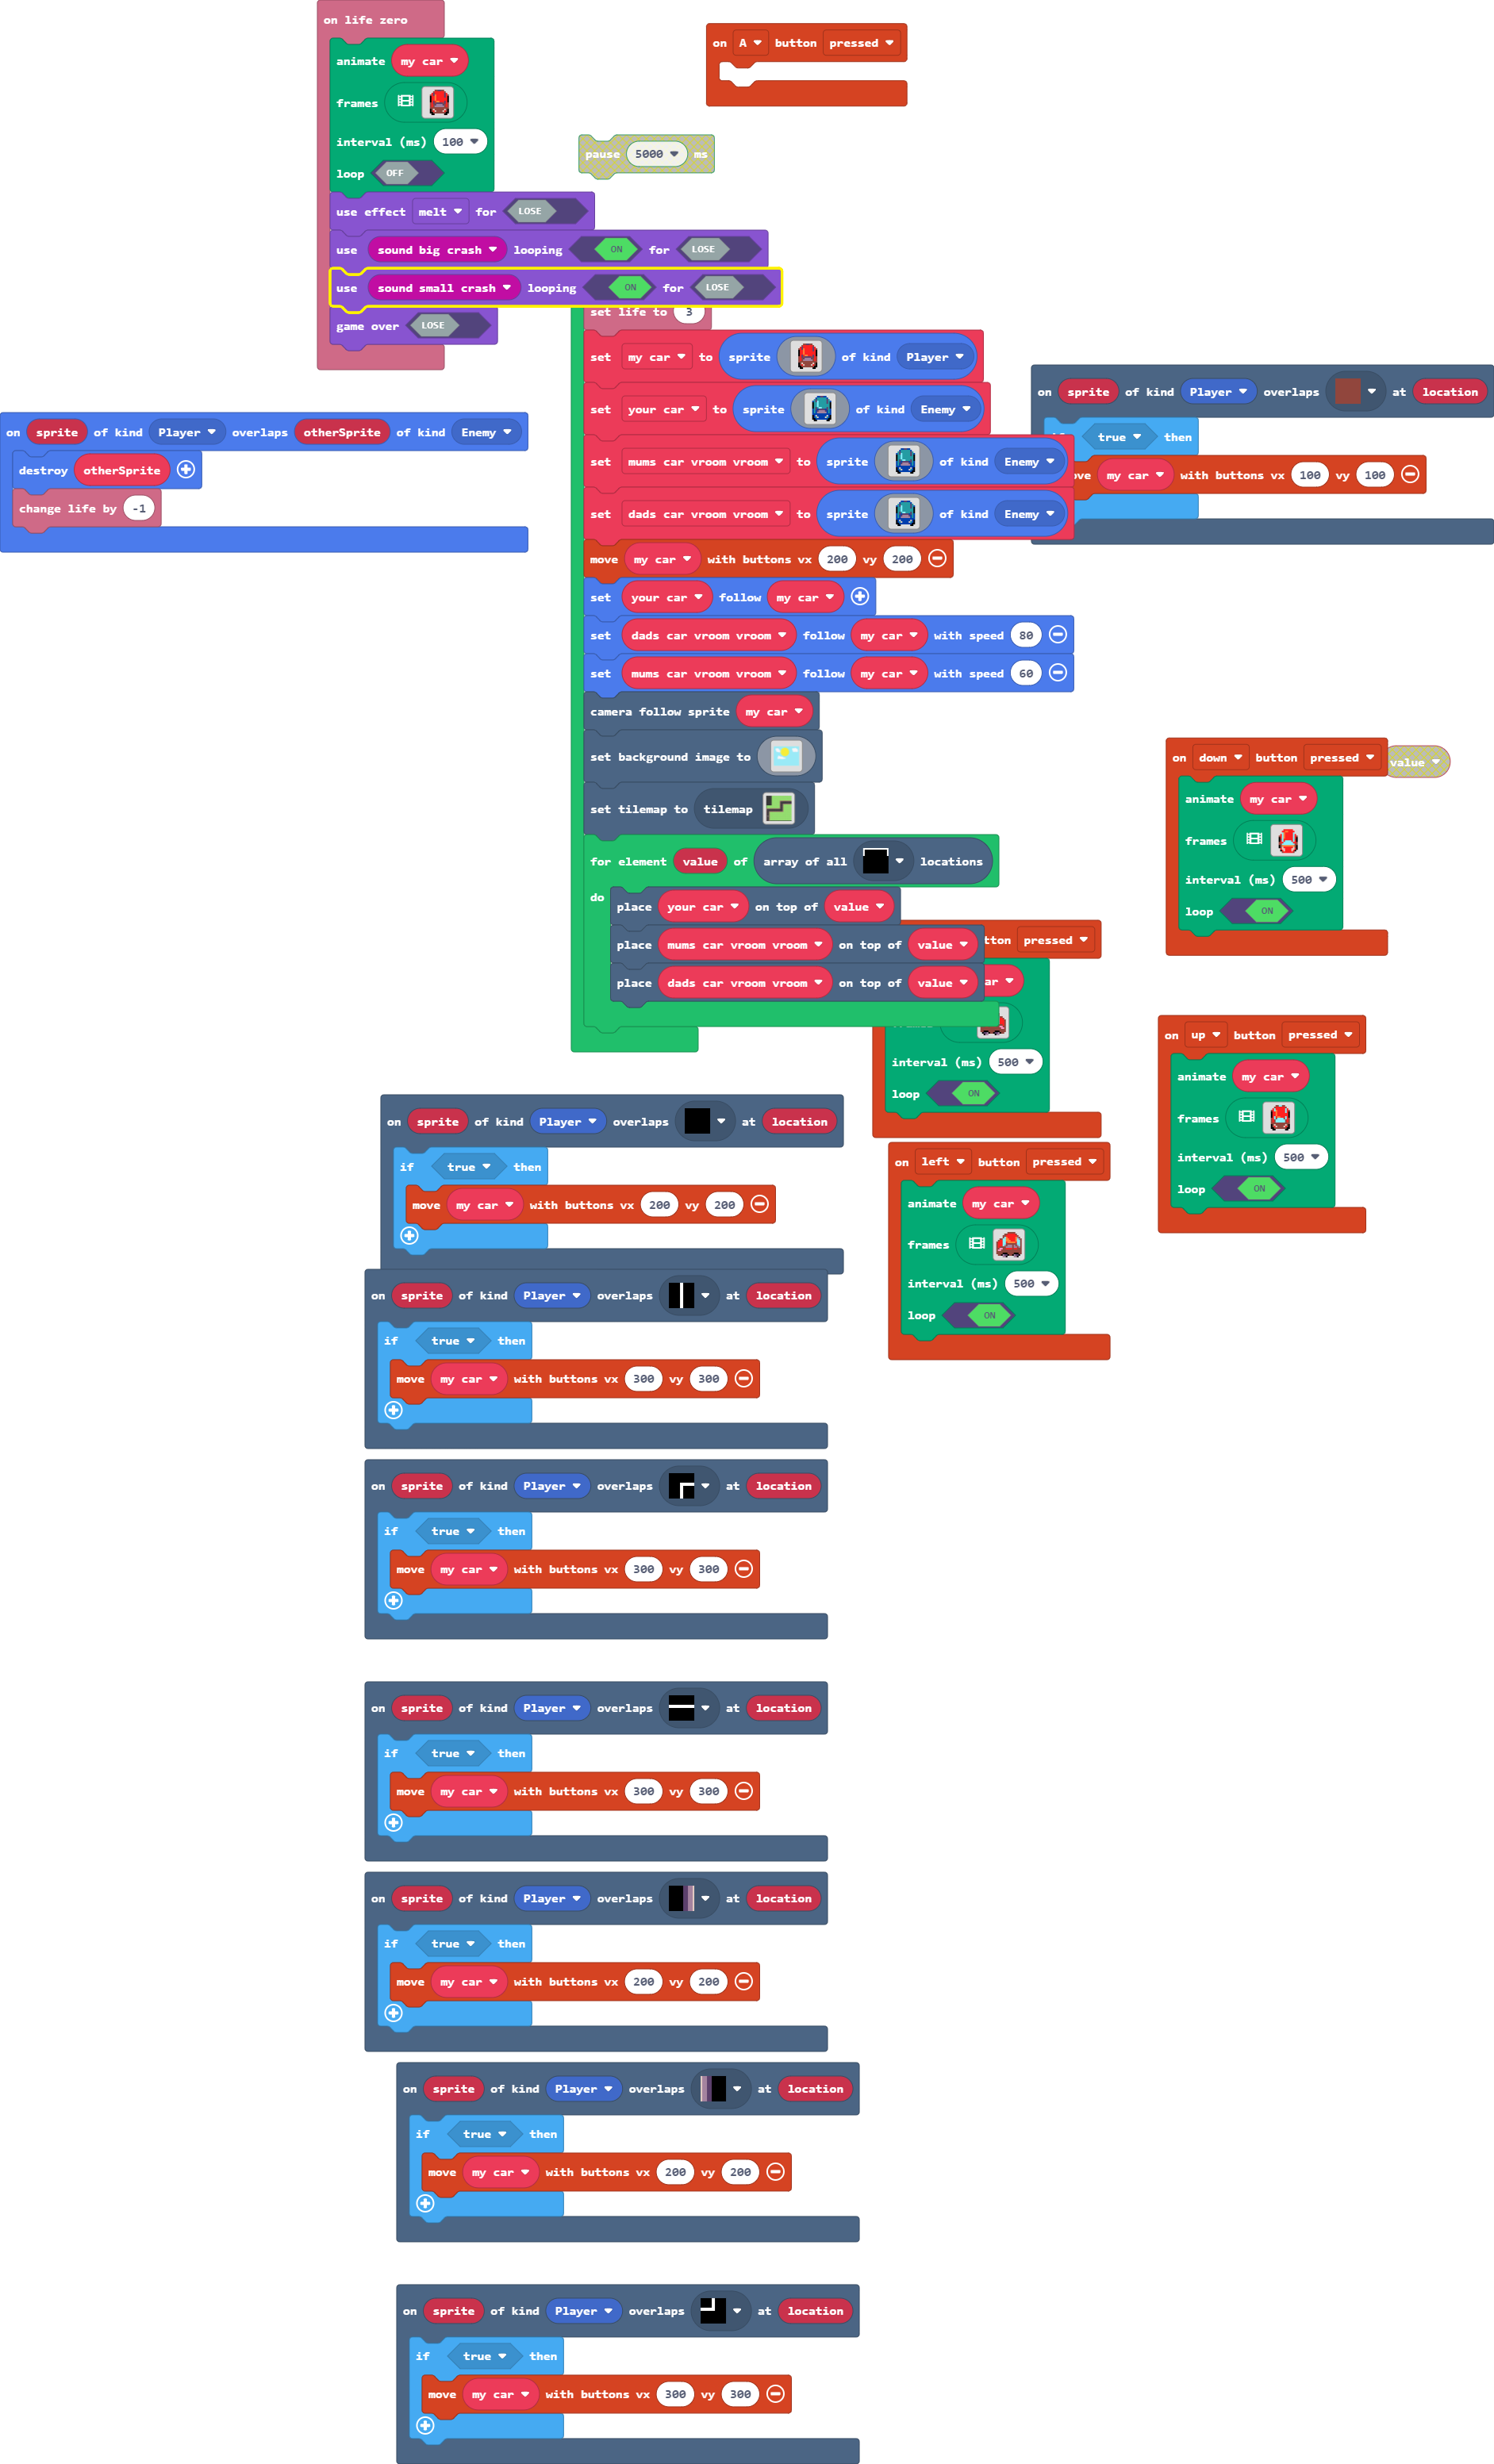 on life zero
animate my car
frames
interval (ms) 100
loop OFF
use effect melt for LOSE
use sound big crash looping ON for LOSE
use sound small crash looping ON for LOSE
game over LOSE
on A button pressed
pause 5000 ms
set life to 3
set my car to sprite of kind Player
set your car to sprite of kind Enemy
set mums car vroom vroom to sprite of kind Enemy
set dads car vroom vroom to sprite of kind Enemy
move my car with buttons vx 200 vy 200
set your car follow my car
set dads car vroom vroom follow my car with speed 80
set mums car vroom vroom follow my car with speed 60
camera follow sprite my car
set background image to
set tilemap to tilemap
for element value of array of all locations
do
place your car on top of value
place mums car vroom vroom on top of value
place dads car vroom vroom on top of value
on sprite of kind Player overlaps otherSprite of kind Enemy
destroy otherSprite
change life by -1
on sprite of kind Player overlaps at location
true then
my car with buttons vx 100 vy 100
on down button pressed
value
animate my car
frames
interval (ms) 500
loop ON
pressed
interval (ms) 500
loop ON
on up button pressed
animate my car
frames
interval (ms) 500
loop ON
on left button pressed
animate my car
frames
interval (ms) 500
loop ON
on sprite of kind Player overlaps at location
if true then
move my car with buttons vx 200 vy 200
on sprite of kind Player overlaps at location
if true then
move my car with buttons vx 300 vy 300
on sprite of kind Player overlaps at location
if true then
move my car with buttons vx 300 vy 300
on sprite of kind Player overlaps at location
if true then
move my car with buttons vx 300 vy 300
on sprite of kind Player overlaps at location
if true then
move my car with buttons vx 200 vy 200
on sprite of kind Player overlaps at location
if true then
move my car with buttons vx 200 vy 200
on sprite of kind Player overlaps at location
if true then
move my car with buttons vx 300 vy 300